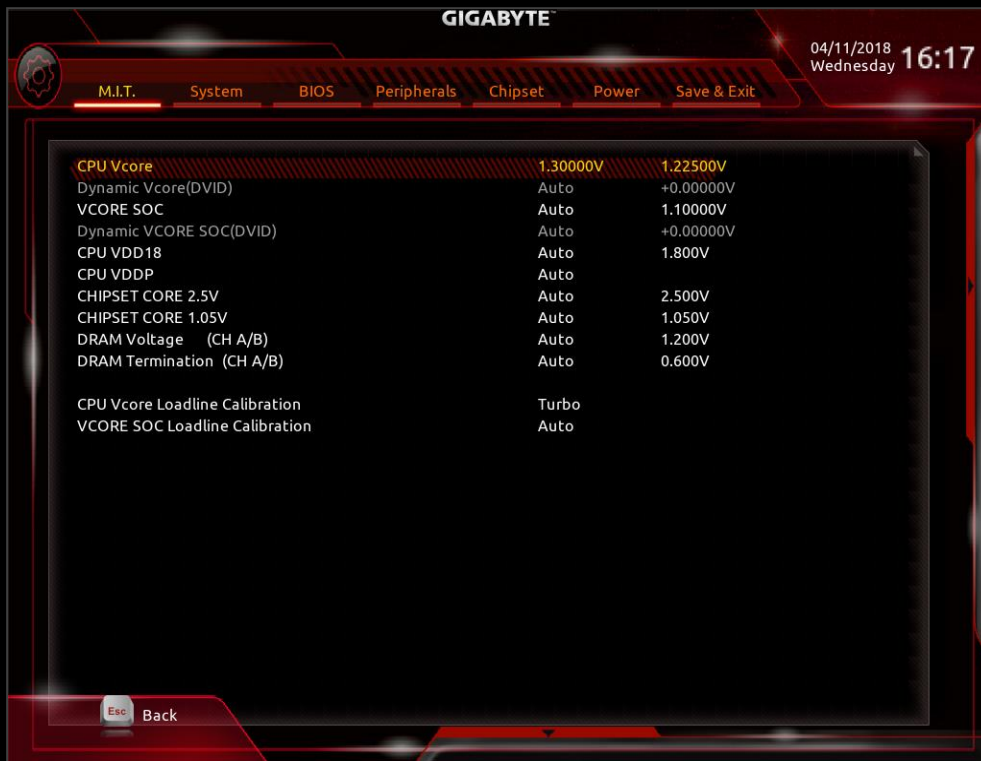 GIGABYTE™
04/11/2018 16:17
Wednesday
M.I.T. System BIOS Peripherals Chipset Power Save & Exit
CPU Vcore 1.30000V 1.22500V
Dynamic Vcore(DVID) Auto +0.00000V
VCORE SOC Auto 1.10000V
Dynamic VCORE SOC(DVID) Auto +0.00000V
CPU VDD18 Auto 1.800V
CPU VDDP Auto
CHIPSET CORE 2.5V Auto 2.500V
CHIPSET CORE 1.05V Auto 1.050V
DRAM Voltage (CH A/B) Auto 1.200V
DRAM Termination (CH A/B) Auto 0.600V
CPU Vcore Loadline Calibration Turbo
VCORE SOC Loadline Calibration Auto
Esc Back